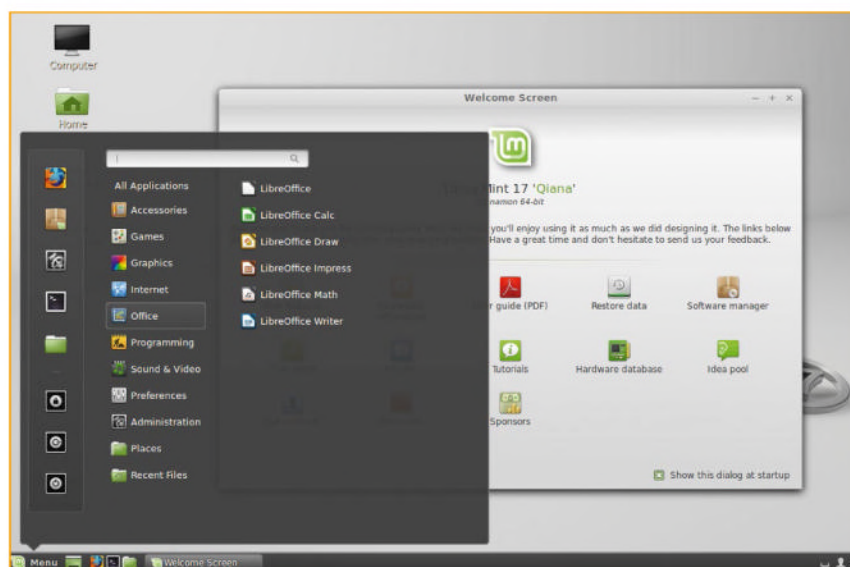 Computer
Home
Welcome Screen
Mint 17 'Qiana'
64-bit
you'll enjoy using it as much as we did designing it. The links below
Have a great time and don't hesitate to send us your feedback.
guide (PDF)
Restore data
Software manager
Tutorials
Hardware database
Idea pool
Sponsors
Show this dialog at startup
All Applications
Accessories
Games
Graphics
Internet
Office
Programming
Sound & Video
Preferences
Administration
Places
Recent Files
LibreOffice
LibreOffice Calc
LibreOffice Draw
LibreOffice Impress
LibreOffice Math
LibreOffice Writer
Menu
Welcome Screen